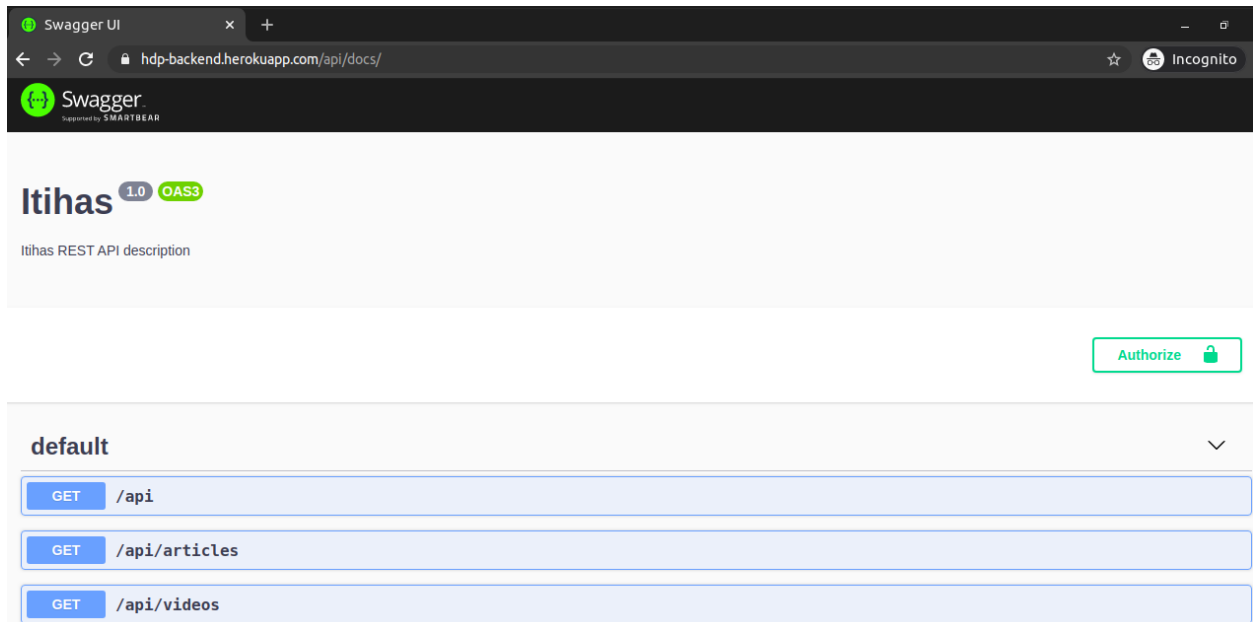 Swagger UI
hdp-backend.herokuapp.com/api/docs/
Incognito
Swagger
Supported by SMARTBEAR
Itihas 1.0 OAS3
Itihas REST API description
Authorize
default
GET /api
GET /api/articles
GET /api/videos